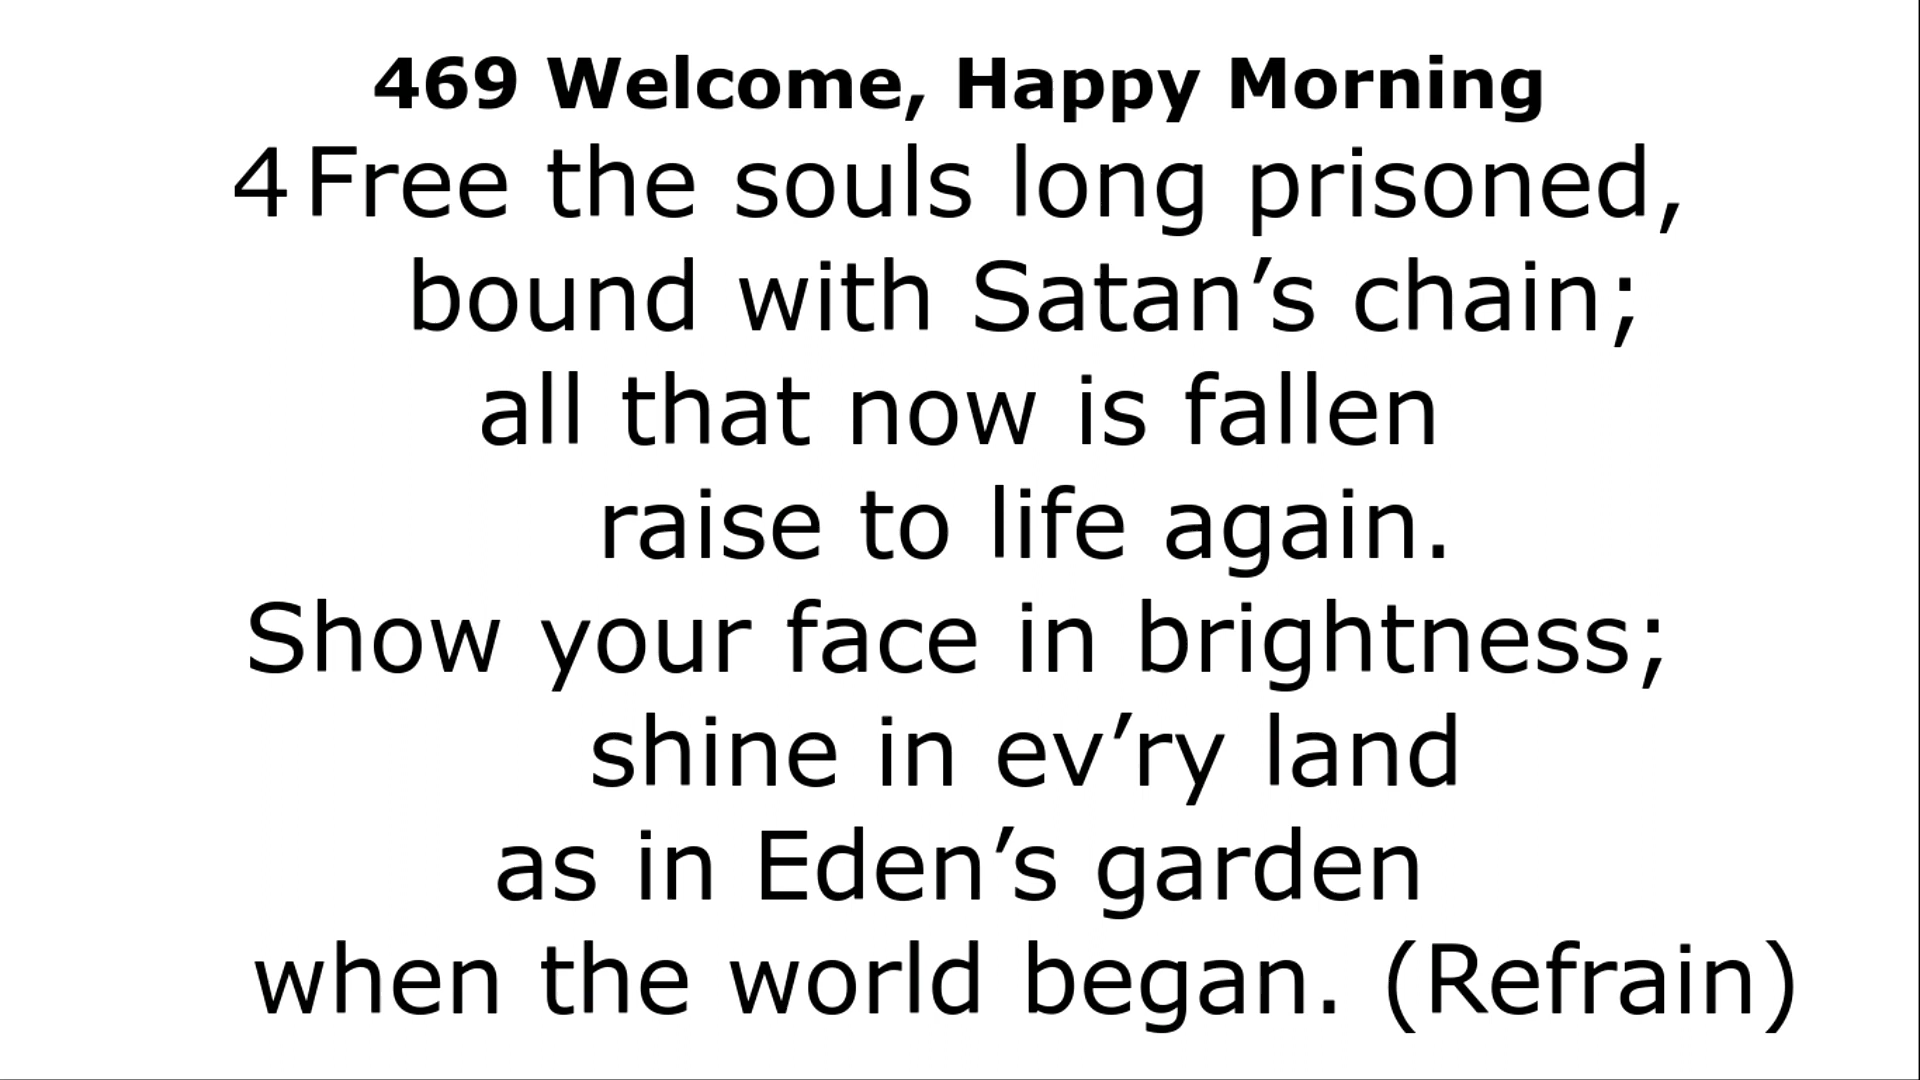 469 Welcome, Happy Morning
4 Free the souls long prisoned,
bound with Satan’s chain;
all that now is fallen
raise to life again.
Show your face in brightness;
shine in ev’ry land
as in Eden’s garden
when the world began. (Refrain)